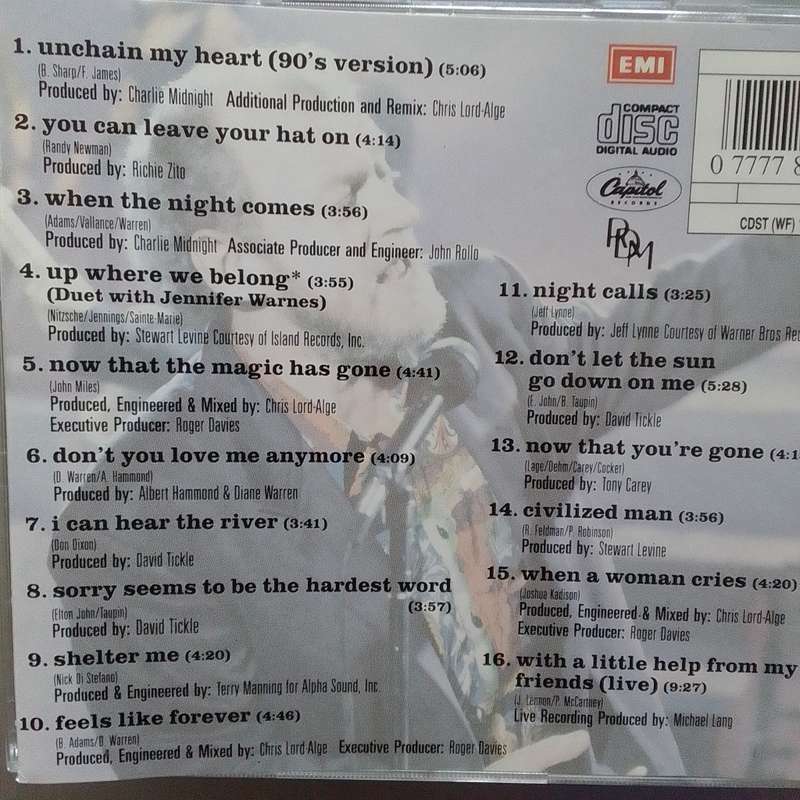 1. unchain my heart (90's version) (5:06)
(B. Sharp/F. James)
Produced by: Charlie Midnight Additional Production and Remix: Chris Lord-Alge
2. you can leave your hat on (4:14)
(Randy Newman)
Produced by: Richie Zito
3. when the night comes (3:56)
(Adams/Vallance/Warren)
Produced by: Charlie Midnight Associate Producer and Engineer: John Rollo
4. up where we belong* (3:55)
(Duet with Jennifer Warnes)
(Nitzsche/Jennings/Sainte-Marie)
Produced by: Stewart Levine Courtesy of Island Records, Inc.
5. now that the magic has gone (4:41)
(John Miles)
Produced, Engineered & Mixed by: Chris Lord-Alge
Executive Producer: Roger Davies
6. don't you love me anymore (4:09)
(D. Warren/A. Hammond)
Produced by: Albert Hammond & Diane Warren
7. i can hear the river (3:41)
(Don Dixon)
Produced by: David Tickle
8. sorry seems to be the hardest word
(3:57)
(Elton John/Taupin)
Produced by: David Tickle
9. shelter me (4:20)
(Nick Di Stefano)
Produced & Engineered by: Terry Manning for Alpha Sound, Inc.
10. feels like forever (4:46)
(B. Adams/D. Warren)
Produced, Engineered & Mixed by: Chris Lord-Alge Executive Producer: Roger Davies
EMI
COMPACT
disc
DIGITAL AUDIO
Capitol
RECORDS
0 7777 8
CDST (WF)
11. night calls (3:25)
(Jeff Lynne)
Produced by: Jeff Lynne Courtesy of Warner Bros Rec
12. don't let the sun
go down on me (5:28)
(E. John/B. Taupin)
Produced by: David Tickle
13. now that you're gone (4:1
(Lage/Dehm/Carey/Cocker)
Produced by: Tony Carey
14. civilized man (3:56)
(R. Feldman/P. Robinson)
Produced by: Stewart Levine
15. when a woman cries (4:20)
(Joshua Kadison)
Produced, Engineered & Mixed by: Chris Lord-Alge
Executive Producer: Roger Davies
16. with a little help from my
friends (live) (9:27)
(J. Lennon/P. McCartney)
Live Recording Produced by: Michael Lang